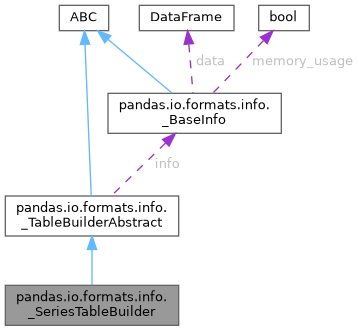 ABC
DataFrame
bool
data
memory_usage
pandas.io.formats.info.
_BaseInfo
info
pandas.io.formats.info.
_TableBuilderAbstract
pandas.io.formats.info.
_SeriesTableBuilder